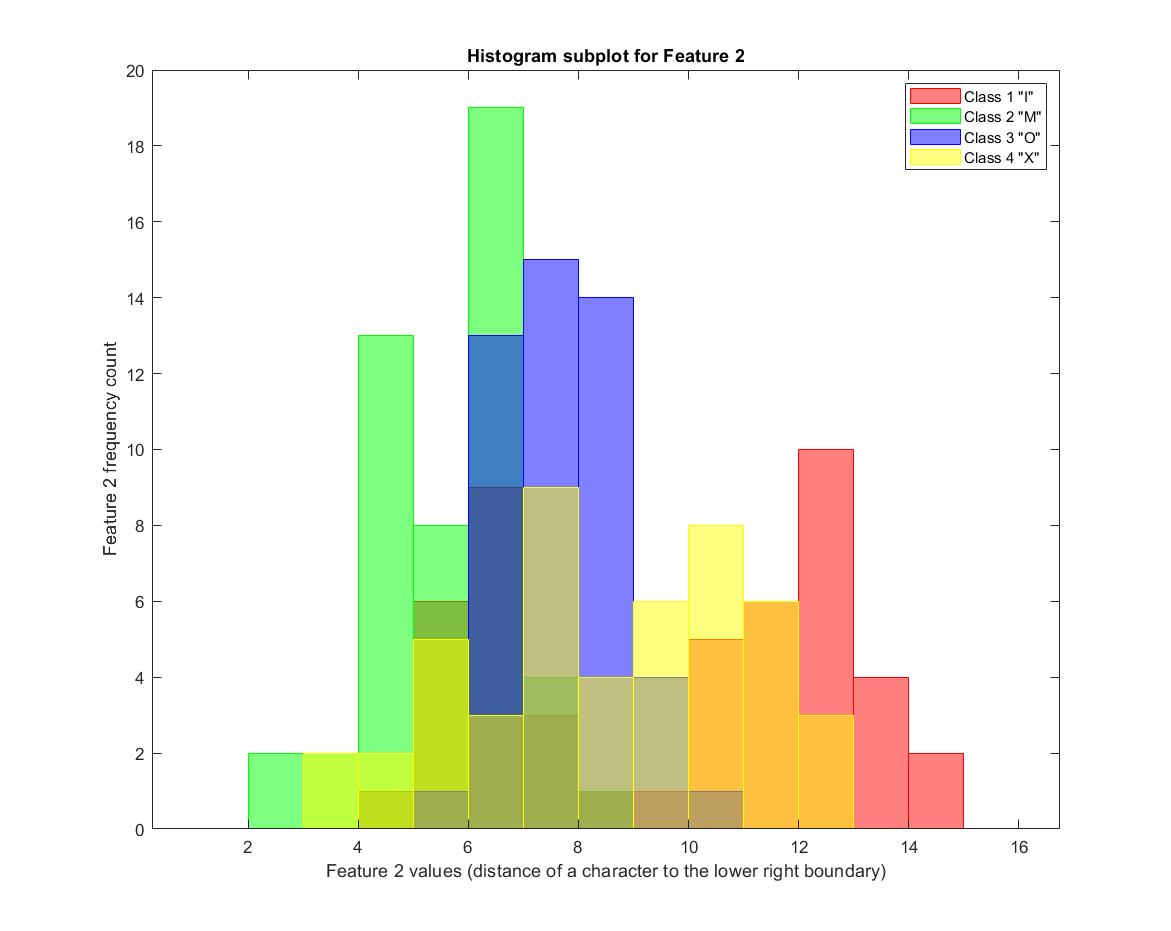 Histogram subplot for Feature 2
Class 1 "I"
Class 2 "M"
Class 3 "O"
Class 4 "X"
Feature 2 frequency count
20
18
16
14
12
10
8
6
4
2
0
2 4 6 8 10 12 14 16
Feature 2 values (distance of a character to the lower right boundary)